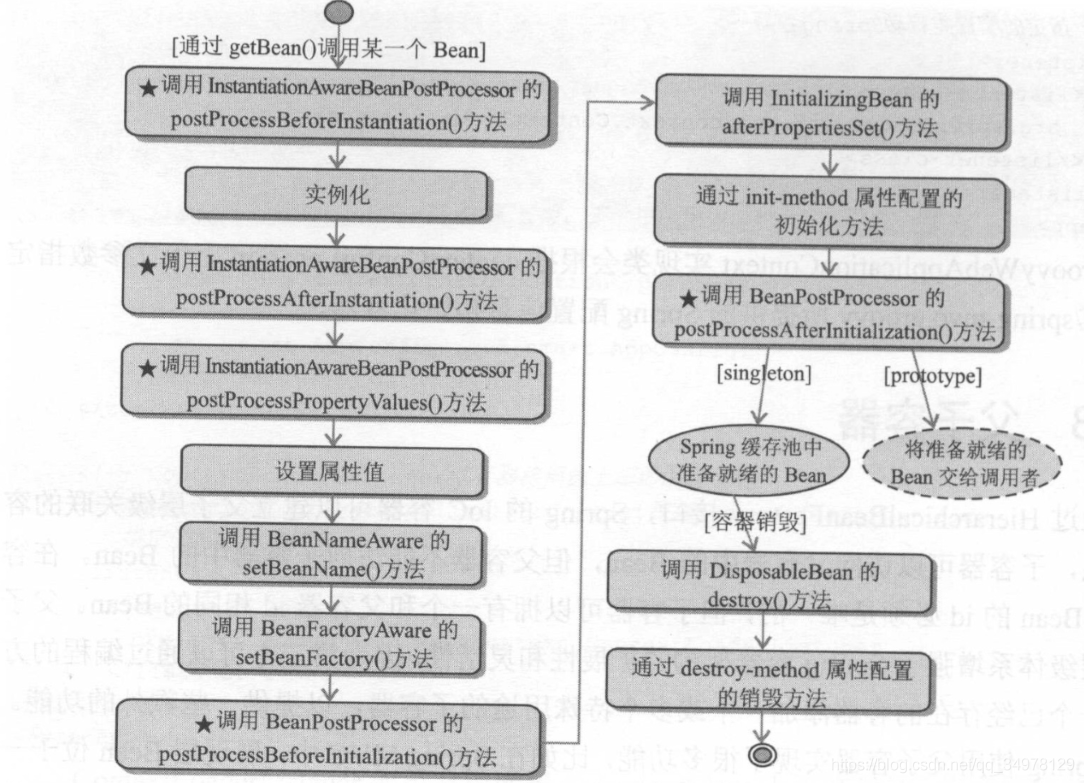 [通过 getBean()调用某一个 Bean]
★调用 InstantiationAwareBeanPostProcessor 的
postProcessBeforeInstantiation()方法
实例化
★调用 InstantiationAwareBeanPostProcessor 的
postProcessAfterInstantiation()方法
★调用 InstantiationAwareBeanPostProcessor 的
postProcessPropertyValues()方法
设置属性值
调用 BeanNameAware 的
setBeanName()方法
调用 BeanFactoryAware 的
setBeanFactory()方法
★调用 BeanPostProcessor 的
postProcessBeforeInitialization()方法
调用 InitializingBean 的
afterPropertiesSet()方法
通过 init-method 属性配置的
初始化方法
★调用 BeanPostProcessor 的
postProcessAfterInitialization()方法
[singleton]
[prototype]
Spring 缓存池中
准备就绪的 Bean
将准备就绪的
Bean 交给调用者
[容器销毁]
调用 DisposableBean 的
destroy()方法
通过 destroy-method 属性配置
的销毁方法
https://blog.csdn.net/qq_34978129